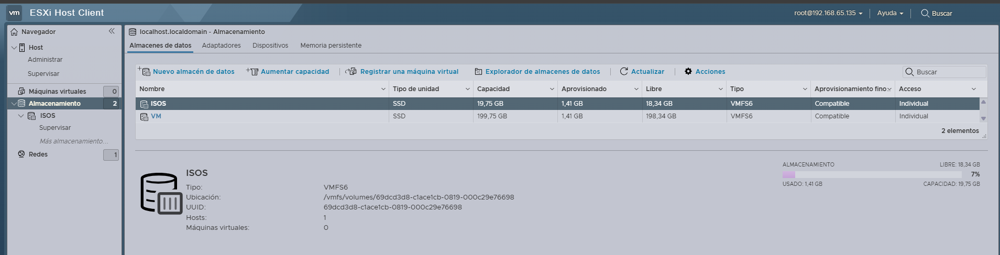 vm ESXi Host Client root@192.168.65.135 Ayuda Buscar
Navegador
Host
Administrar
Supervisar
Máquinas virtuales 0
Almacenamiento 2
ISOS
Supervisar
Más almacenamiento...
Redes 1
localhost.localdomain - Almacenamiento
Almacenes de datos Adaptadores Dispositivos Memoria persistente
Nuevo almacén de datos Aumentar capacidad Registrar una máquina virtual Explorador de almacenes de datos Actualizar Acciones Buscar
Nombre Tipo de unidad Capacidad Aprovisionado Libre Tipo Aprovisionamiento fino Acceso
ISOS SSD 19,75 GB 1,41 GB 18,34 GB VMFS6 Compatible Individual
VM SSD 199,75 GB 1,41 GB 198,34 GB VMFS6 Compatible Individual
2 elementos
ISOS
Tipo: VMFS6
Ubicación: /vmfs/volumes/69dcd3d8-c1ace1cb-0819-000c29e76698
UUID: 69dcd3d8-c1ace1cb-0819-000c29e76698
Hosts: 1
Máquinas virtuales: 0
ALMACENAMIENTO LIBRE: 18,34 GB
7%
USADO: 1,41 GB CAPACIDAD: 19,75 GB